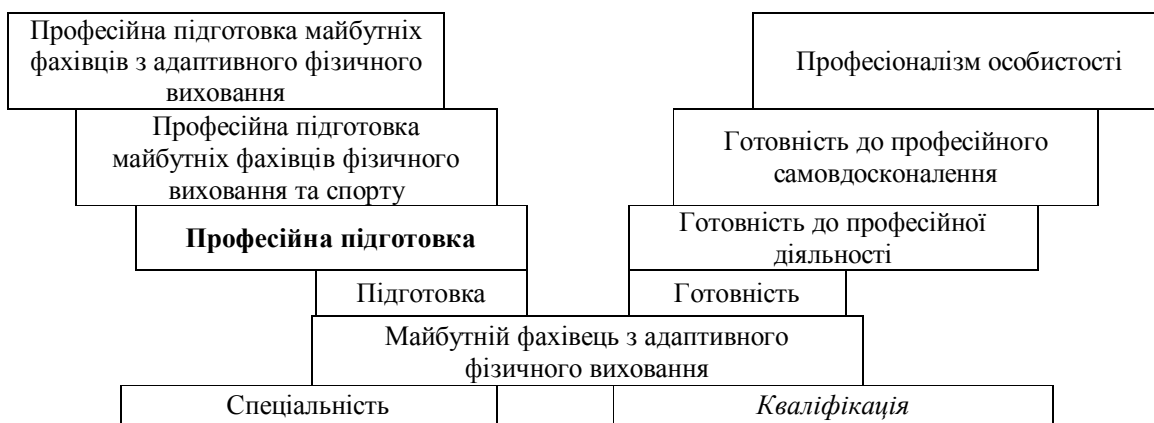 Професійна підготовка майбутніх
фахівців з адаптивного фізичного
виховання
Професіоналізм особистості
Професійна підготовка
майбутніх фахівців фізичного
виховання та спорту
Готовність до професійного
самовдосконалення
Професійна підготовка
Готовність до професійної
діяльності
Підготовка
Готовність
Майбутній фахівець з адаптивного
фізичного виховання
Спеціальність
Кваліфікація